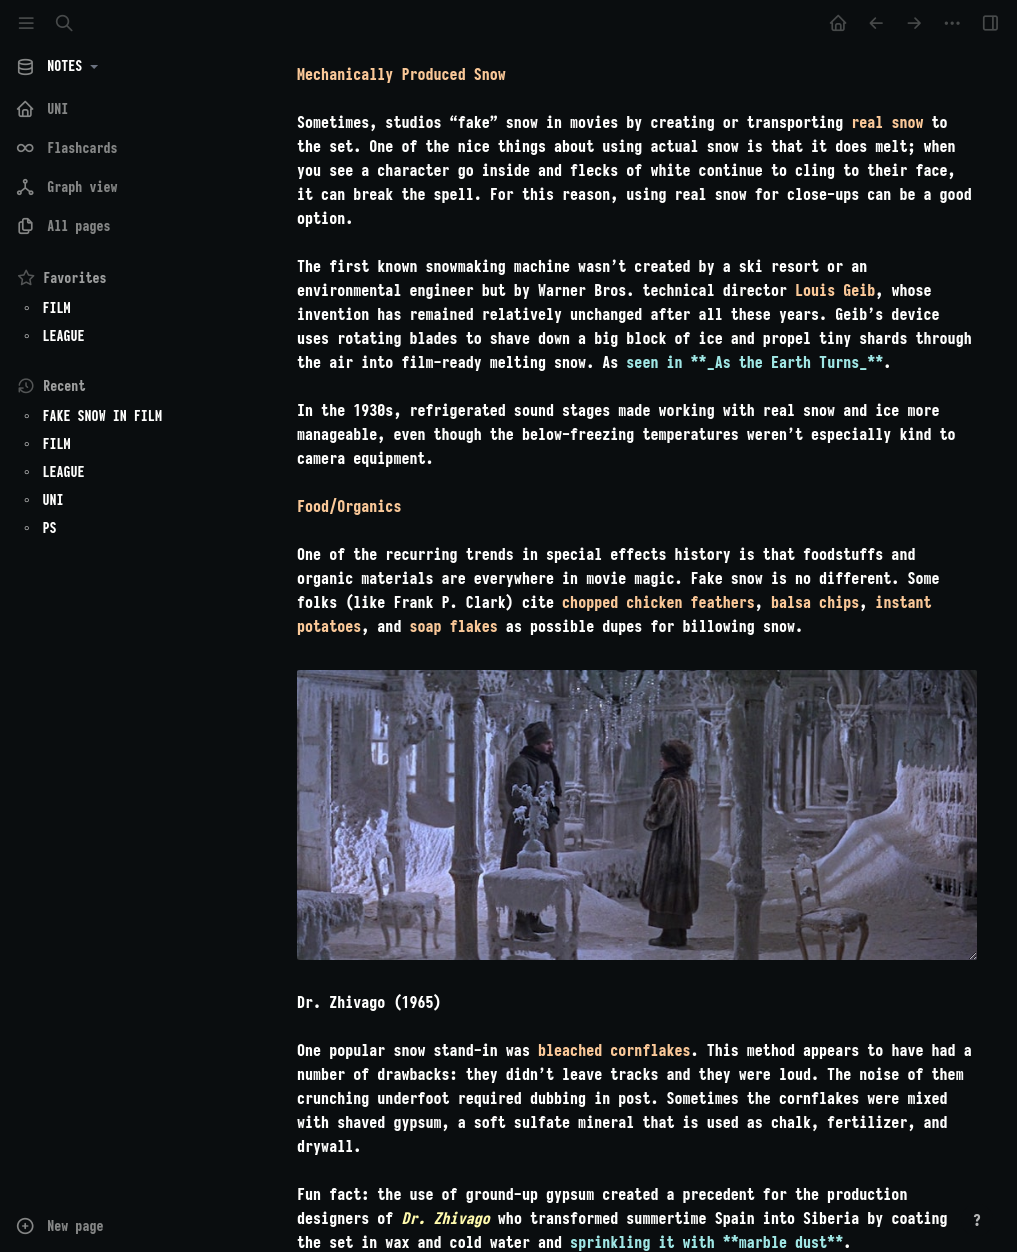 NOTES
UNI
Flashcards
Graph view
All pages
Favorites
FILM
LEAGUE
Recent
FAKE SNOW IN FILM
FILM
LEAGUE
UNI
PS
New page
Mechanically Produced Snow
Sometimes, studios “fake” snow in movies by creating or transporting real snow to
the set. One of the nice things about using actual snow is that it does melt; when
you see a character go inside and flecks of white continue to cling to their face,
it can break the spell. For this reason, using real snow for close-ups can be a good
option.
The first known snowmaking machine wasn’t created by a ski resort or an
environmental engineer but by Warner Bros. technical director Louis Geib, whose
invention has remained relatively unchanged after all these years. Geib’s device
uses rotating blades to shave down a big block of ice and propel tiny shards through
the air into film-ready melting snow. As seen in **_As the Earth Turns_**.
In the 1930s, refrigerated sound stages made working with real snow and ice more
manageable, even though the below-freezing temperatures weren’t especially kind to
camera equipment.
Food/Organics
One of the recurring trends in special effects history is that foodstuffs and
organic materials are everywhere in movie magic. Fake snow is no different. Some
folks (like Frank P. Clark) cite chopped chicken feathers, balsa chips, instant
potatoes, and soap flakes as possible dupes for billowing snow.
Dr. Zhivago (1965)
One popular snow stand-in was bleached cornflakes. This method appears to have had a
number of drawbacks: they didn’t leave tracks and they were loud. The noise of them
crunching underfoot required dubbing in post. Sometimes the cornflakes were mixed
with shaved gypsum, a soft sulfate mineral that is used as chalk, fertilizer, and
drywall.
Fun fact: the use of ground-up gypsum created a precedent for the production
designers of Dr. Zhivago who transformed summertime Spain into Siberia by coating
the set in wax and cold water and sprinkling it with **marble dust**.
?